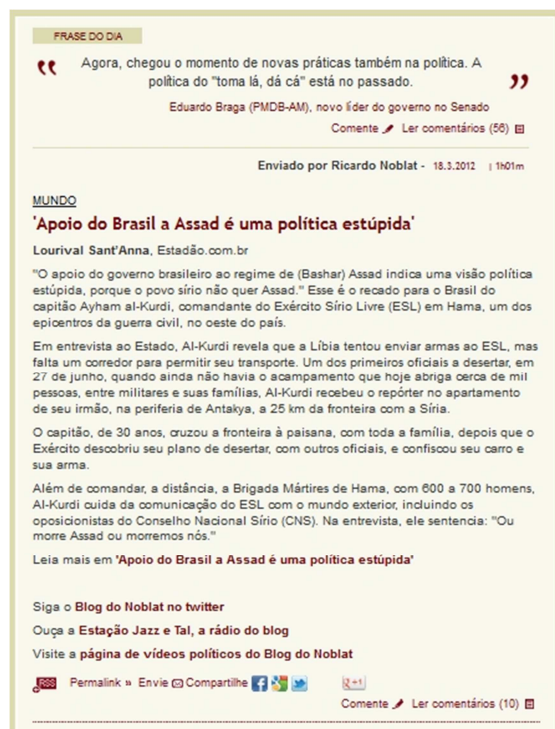 FRASE DO DIA
“ Agora, chegou o momento de novas práticas também na política. A
política do "toma lá, dá cá" está no passado. ”
Eduardo Braga (PMDB-AM), novo líder do governo no Senado
Comente Ler comentários (56)
Enviado por Ricardo Noblat - 18.3.2012 | 1h01m
MUNDO
'Apoio do Brasil a Assad é uma política estúpida'
Lourival Sant'Anna, Estadão.com.br
"O apoio do governo brasileiro ao regime de (Bashar) Assad indica uma visão política
estúpida, porque o povo sírio não quer Assad." Esse é o recado para o Brasil do
capitão Ayham al-Kurdi, comandante do Exército Sírio Livre (ESL) em Hama, um dos
epicentros da guerra civil, no oeste do país.
Em entrevista ao Estado, Al-Kurdi revela que a Líbia tentou enviar armas ao ESL, mas
falta um corredor para permitir seu transporte. Um dos primeiros oficiais a desertar, em
27 de junho, quando ainda não havia o acampamento que hoje abriga cerca de mil
pessoas, entre militares e suas famílias, Al-Kurdi recebeu o repórter no apartamento
de seu irmão, na periferia de Antakya, a 25 km da fronteira com a Síria.
O capitão, de 30 anos, cruzou a fronteira à paisana, com toda a família, depois que o
Exército descobriu seu plano de desertar, com outros oficiais, e confiscou seu carro e
sua arma.
Além de comandar, a distância, a Brigada Mártires de Hama, com 600 a 700 homens,
Al-Kurdi cuida da comunicação do ESL com o mundo exterior, incluindo os
oposicionistas do Conselho Nacional Sírio (CNS). Na entrevista, ele sentencia: "Ou
morre Assad ou morremos nós."
Leia mais em 'Apoio do Brasil a Assad é uma política estúpida'
Siga o Blog do Noblat no twitter
Ouça a Estação Jazz e Tal, a rádio do blog
Visite a página de vídeos políticos do Blog do Noblat
RSS Permalink » Envie Compartilhe g+1
Comente Ler comentários (10)